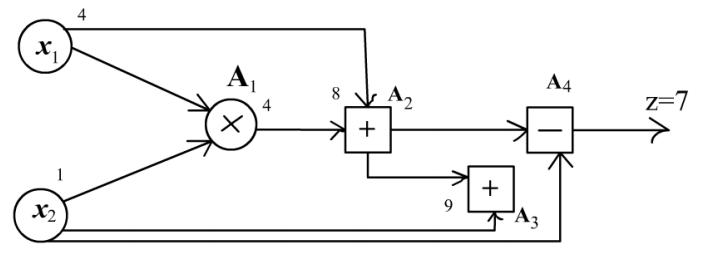 4
x₁
A₁
4
8
A₂
A₄
z=7
×
+
−
1
x₂
+
9
A₃